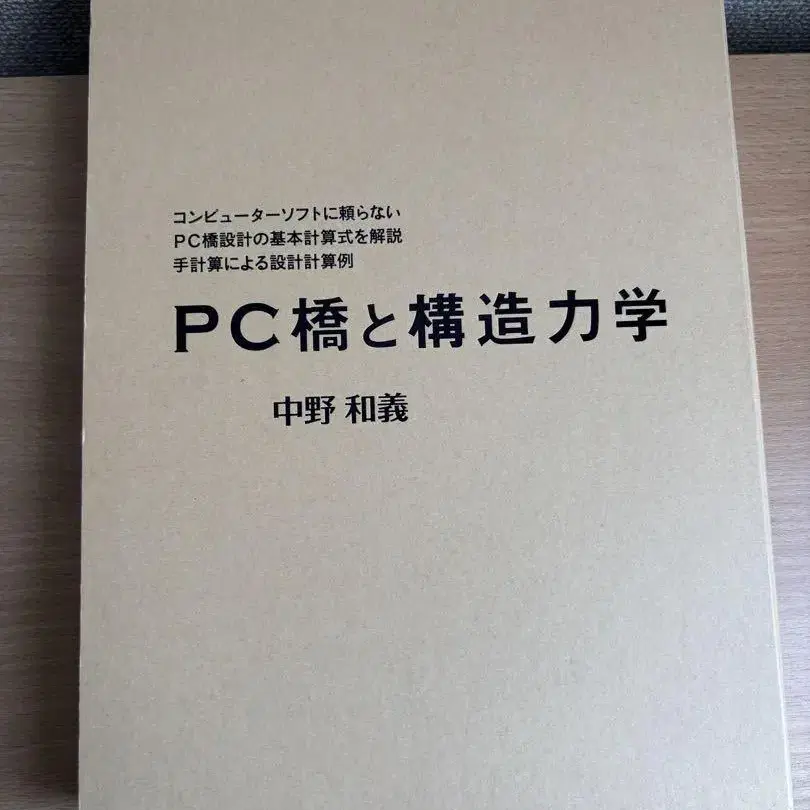 コンピューターソフトに頼らない
PC橋設計の基本計算式を解説
手計算による設計計算例
PC橋と構造力学
中野 和義